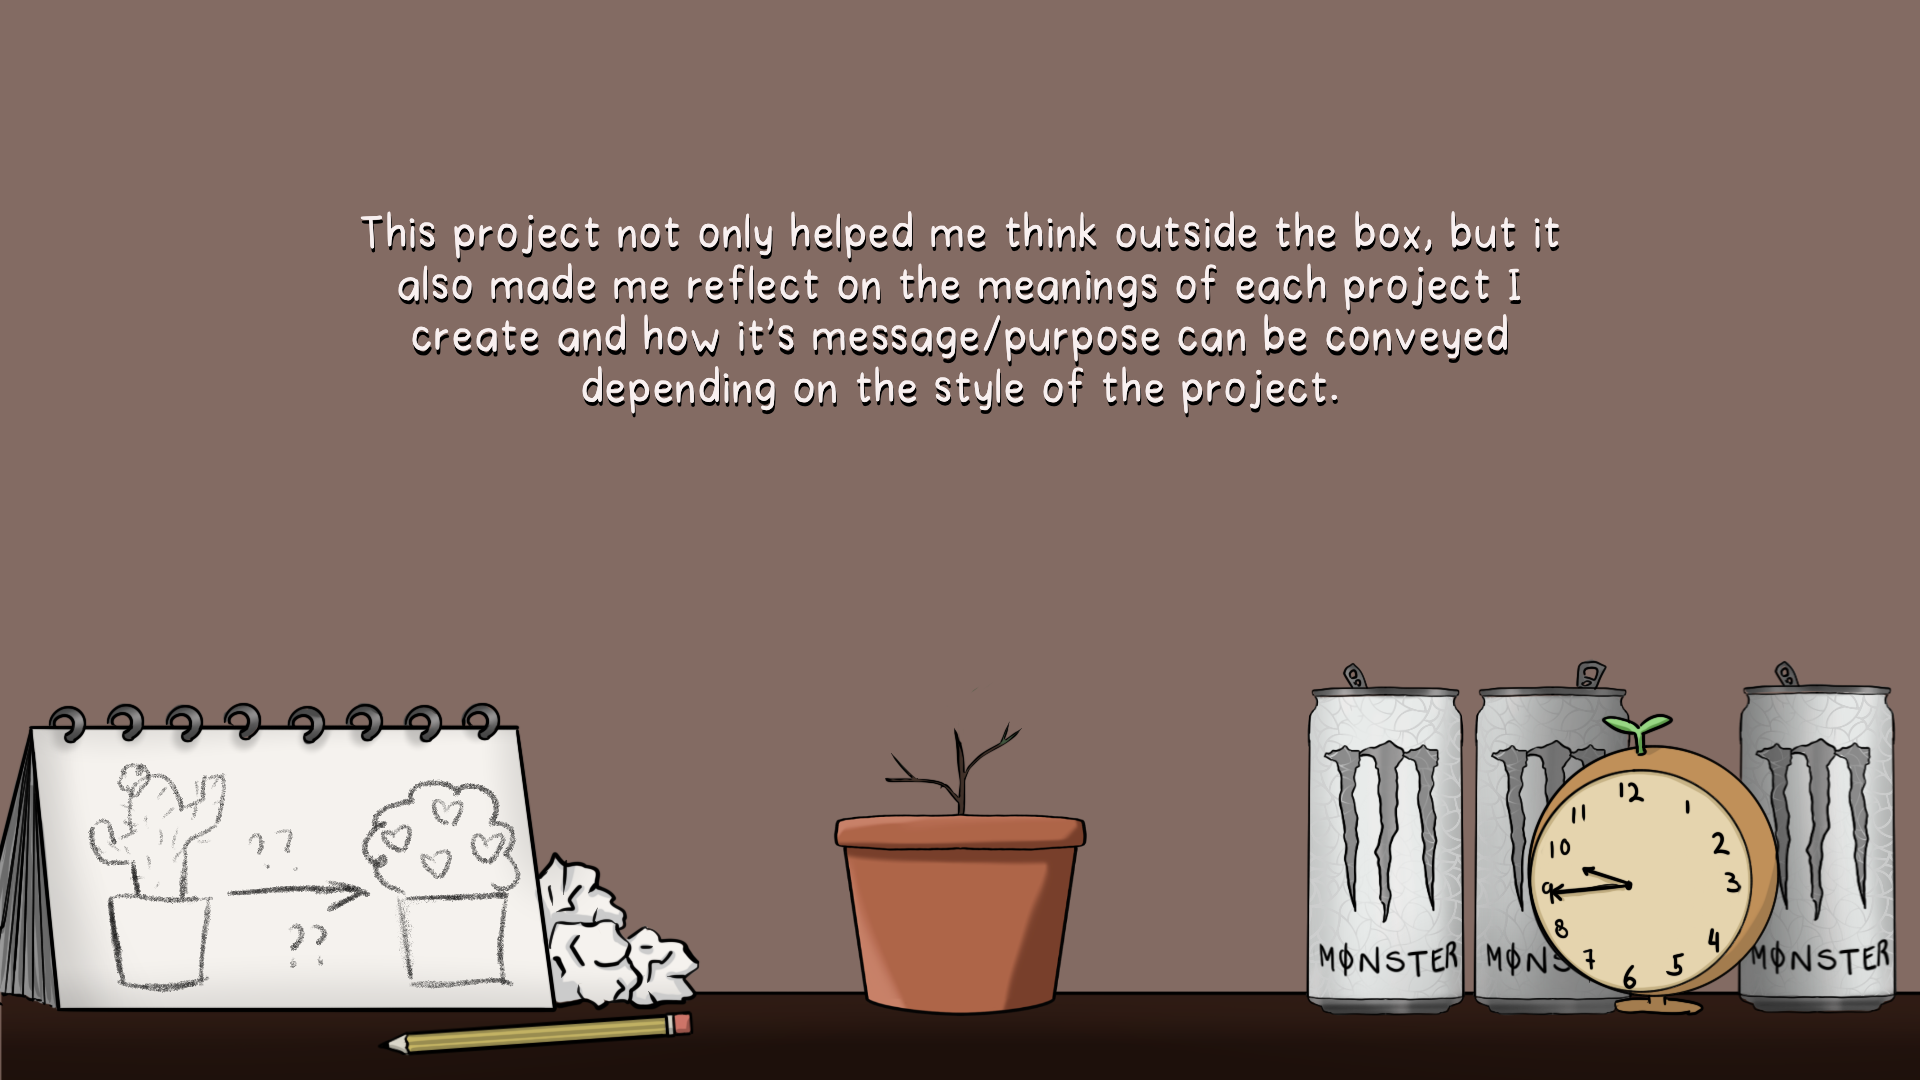 This project not only helped me think outside the box, but it
also made me reflect on the meanings of each project I
create and how it's message/purpose can be conveyed
depending on the style of the project.
??
??
MØNSTER
MØNS
MØNSTER
12
1
2
3
4
5
6
7
8
9
10
11